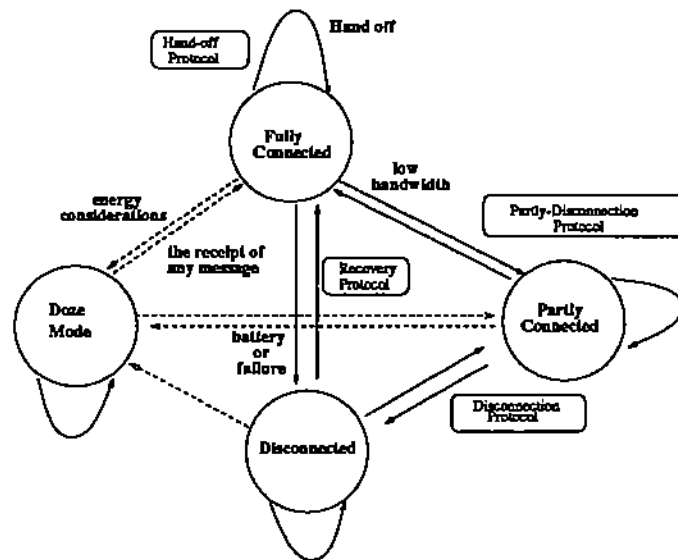 Hand off
Hand-off
Protocol
Fully
Connected
low
bandwidth
energy
considerations
Partly-Disconnection
Protocol
the receipt of
any message
Recovery
Protocol
Doze
Mode
Partly
Connected
battery
or
failure
Disconnection
Protocol
Disconnected